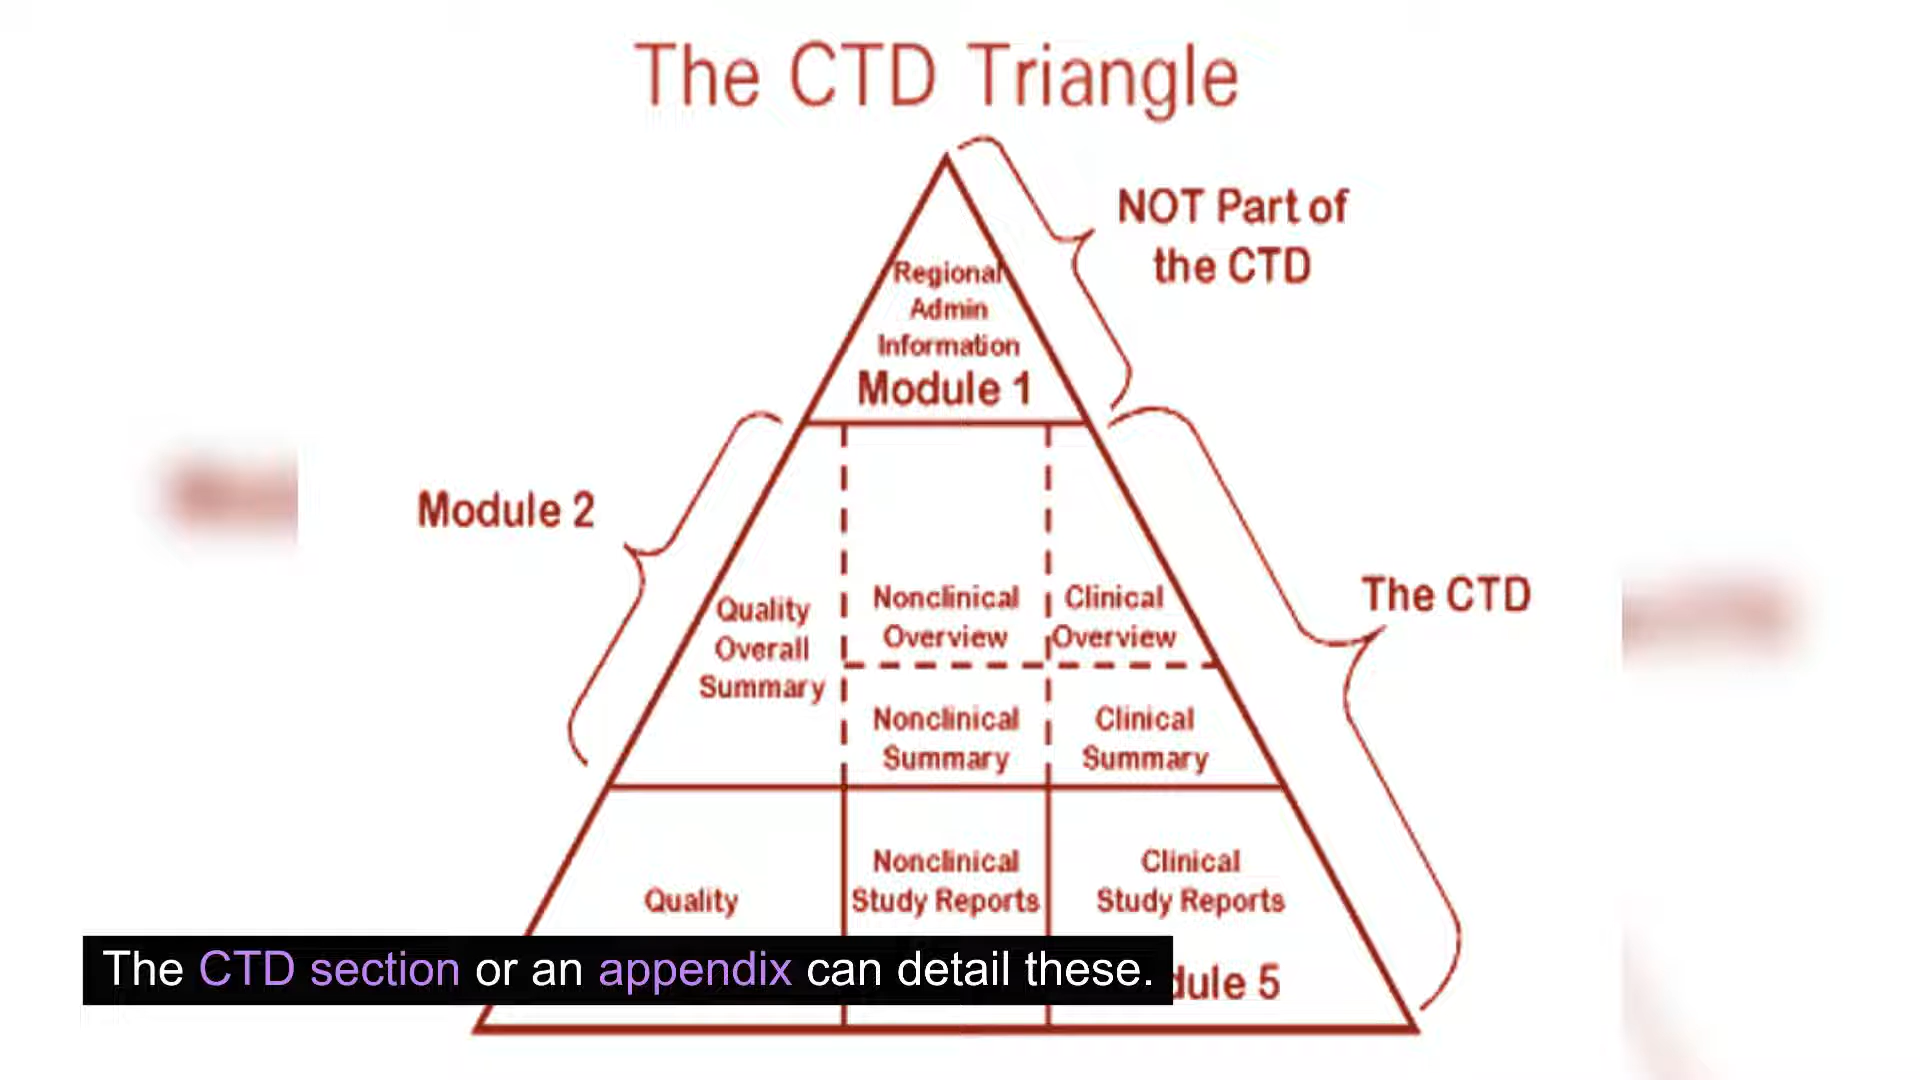 The CTD Triangle
NOT Part of
the CTD
Regional
Admin
Information
Module 1
Module 2
The CTD
Quality
Overall
Summary
Nonclinical
Overview
Clinical
Overview
Nonclinical
Summary
Clinical
Summary
Quality
Nonclinical
Study Reports
Clinical
Study Reports
dule 5
The CTD section or an appendix can detail these.